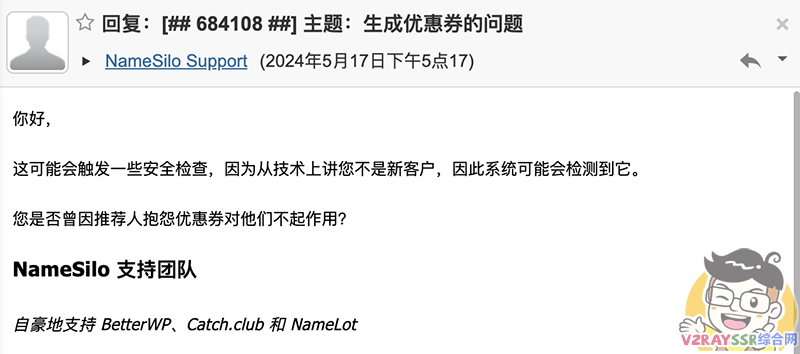 回复：[## 684108 ##] 主题：生成优惠券的问题
NameSilo Support (2024年5月17日下午5点17)
你好，
这可能会触发一些安全检查，因为从技术上讲您不是新客户，因此系统可能会检测到它。
您是否曾因推荐人抱怨优惠券对他们不起作用?
NameSilo 支持团队
自豪地支持 BetterWP、Catch.club 和 NameLot
V2RAYSSR综合网